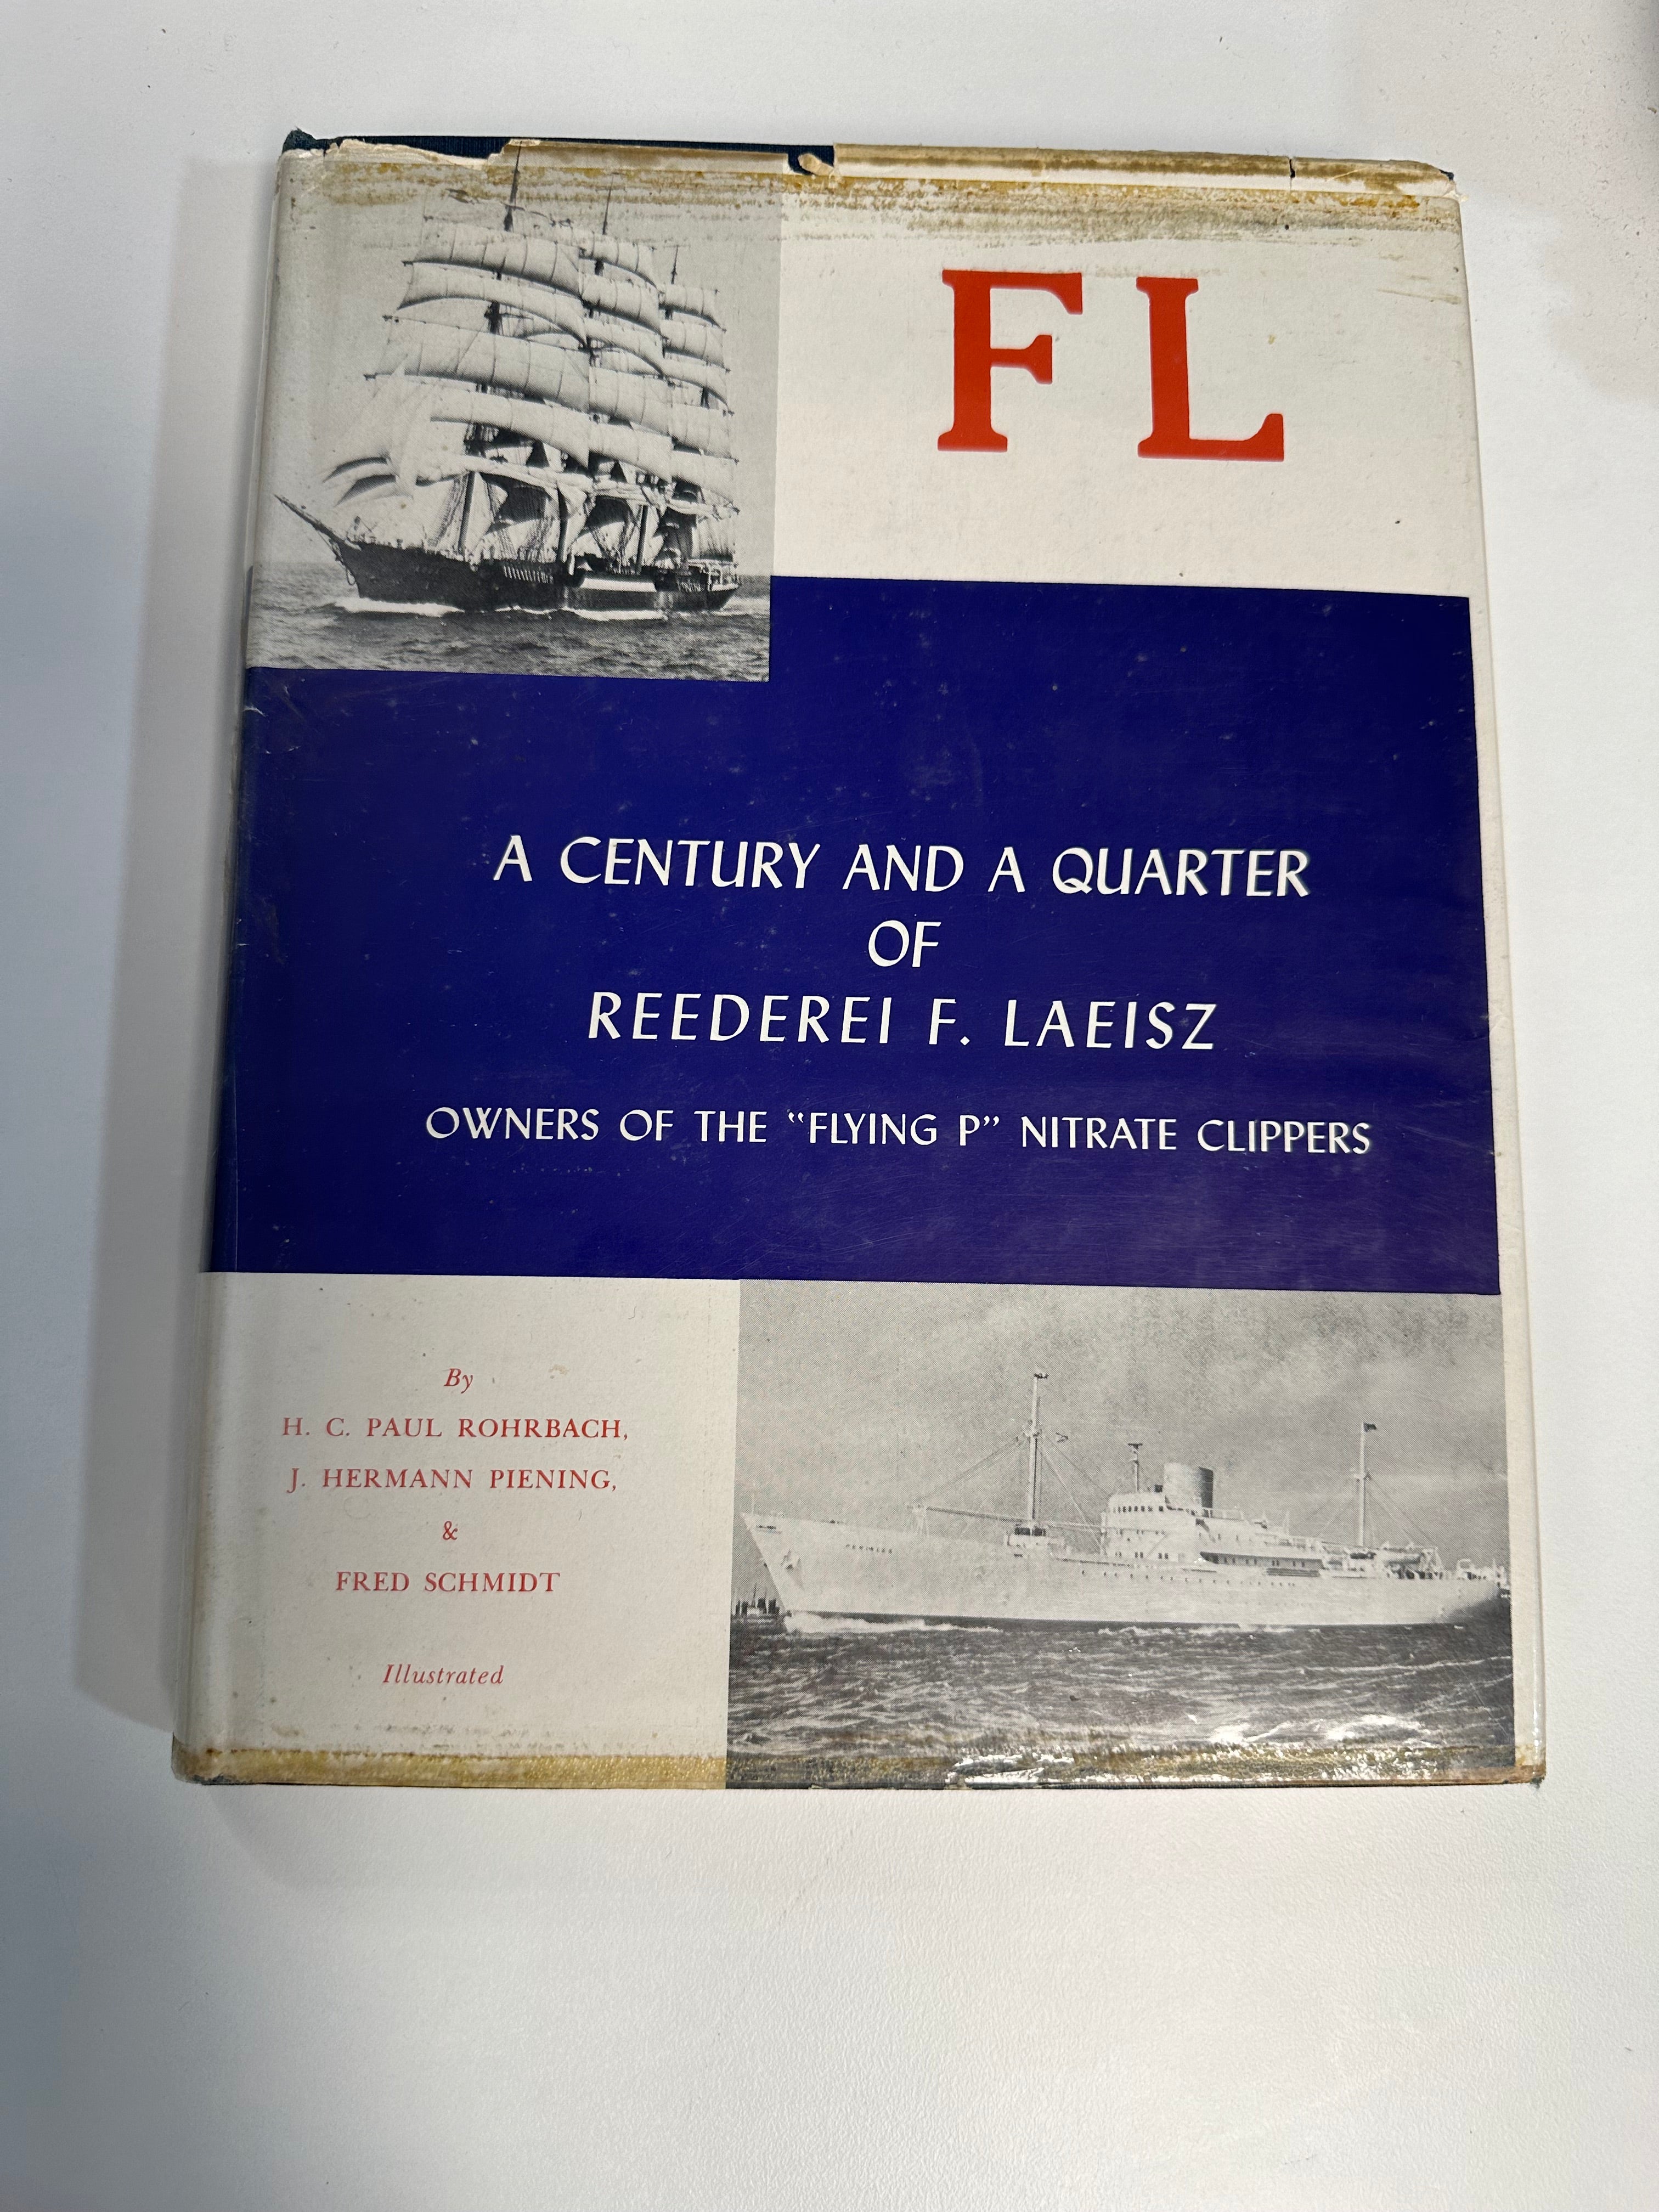 FL
A CENTURY AND A QUARTER
OF
REEDEREI F. LAEISZ
OWNERS OF THE “FLYING P” NITRATE CLIPPERS
By
H. C. PAUL ROHRBACH,
J. HERMANN PIENING,
&
FRED SCHMIDT
Illustrated